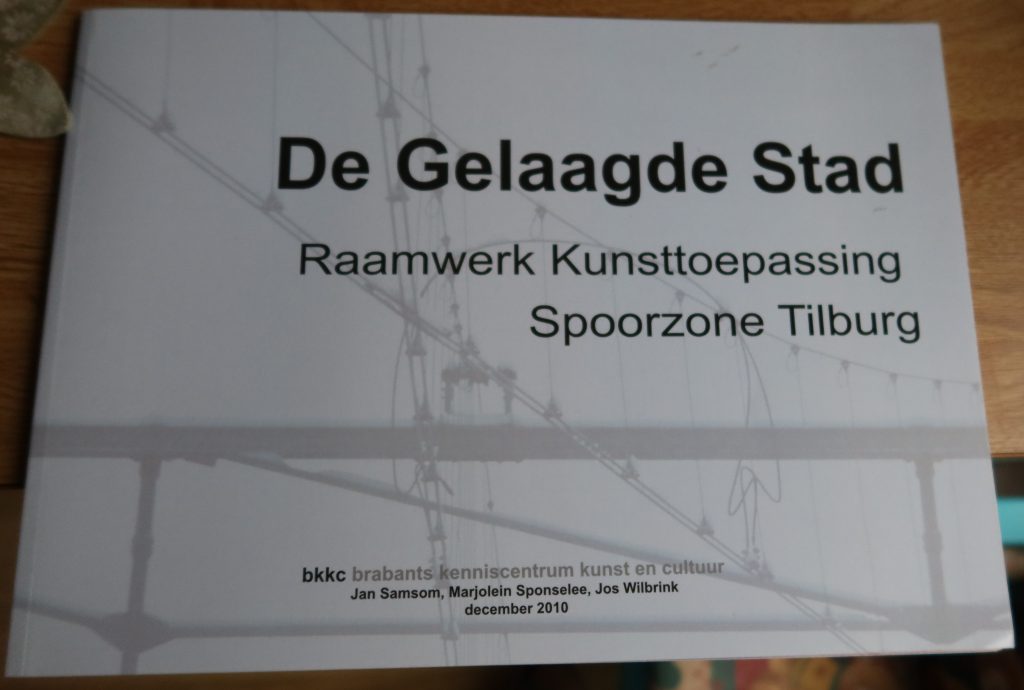 De Gelaagde Stad
Raamwerk Kunsttoepassing
Spoorzone Tilburg
bkkc brabants kenniscentrum kunst en cultuur
Jan Samsom, Marjolein Sponselee, Jos Wilbrink
december 2010